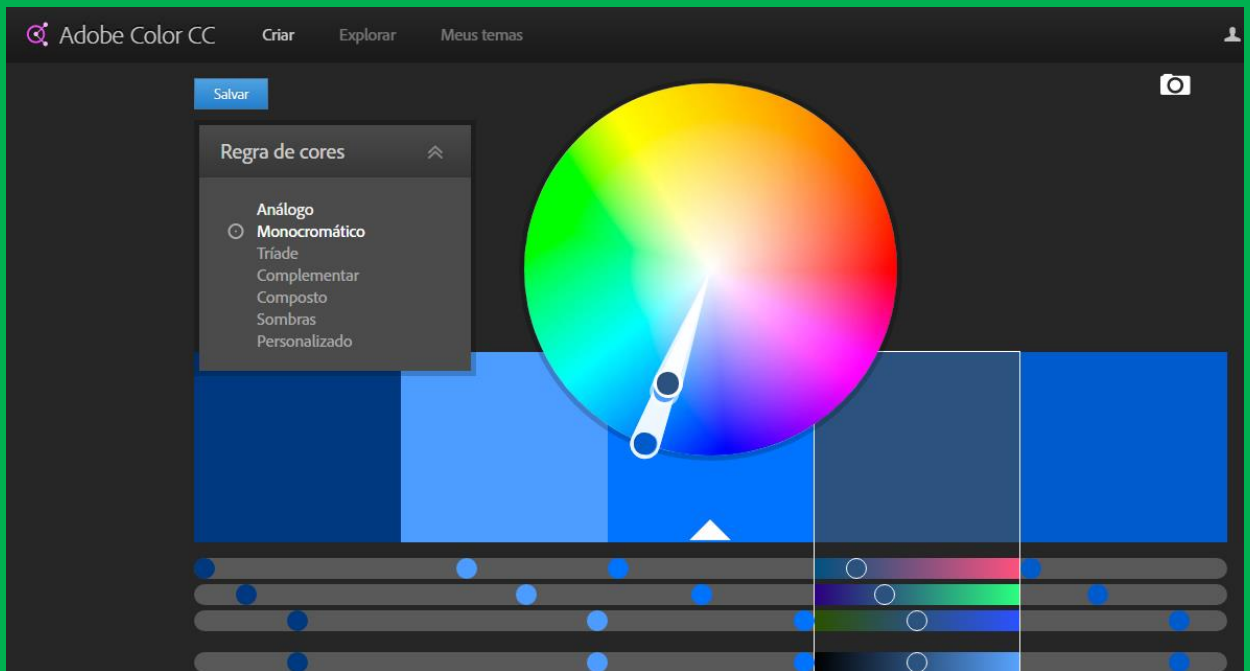 Adobe Color CC Criar Explorar Meus temas
Salvar
Regra de cores
Análogo
Monocromático
Tríade
Complementar
Composto
Sombras
Personalizado